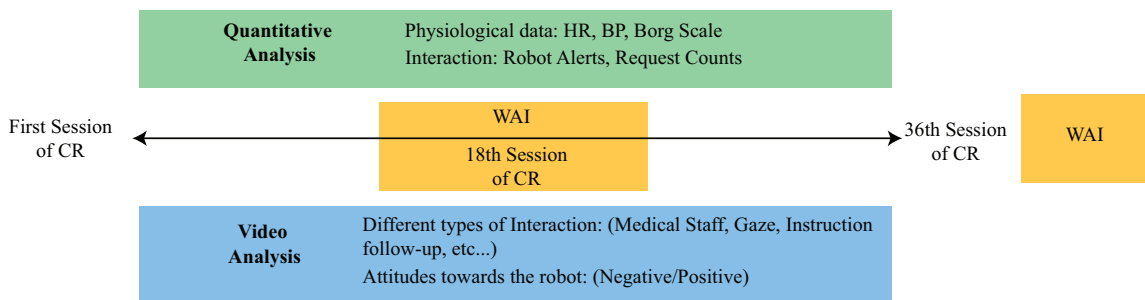 Quantitative
Analysis
Physiological data: HR, BP, Borg Scale
Interaction: Robot Alerts, Request Counts
First Session
of CR
WAI
18th Session
of CR
36th Session
of CR
WAI
Video
Analysis
Different types of Interaction: (Medical Staff, Gaze, Instruction
follow-up, etc...)
Attitudes towards the robot: (Negative/Positive)